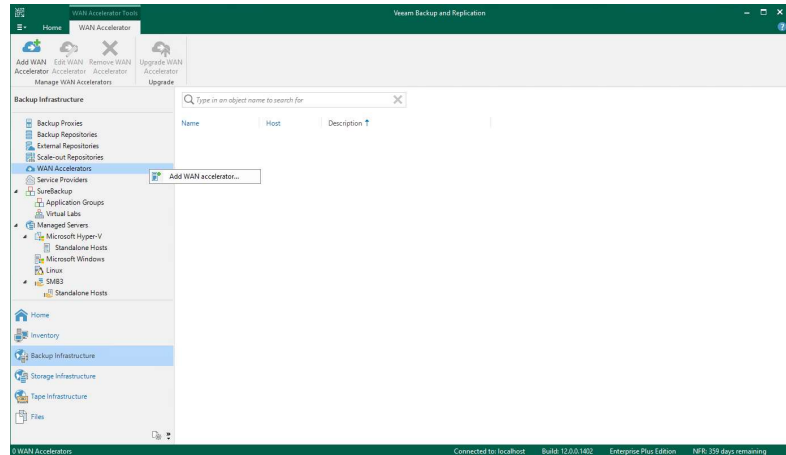 WAN Accelerator Tools
Veeam Backup and Replication
Home
WAN Accelerator
Add WAN Accelerator
Edit WAN Accelerator
Remove WAN Accelerator
Upgrade WAN Accelerator
Manage WAN Accelerators
Upgrade
Backup Infrastructure
Type in an object name to search for
Name
Host
Description
Backup Proxies
Backup Repositories
External Repositories
Scale-out Repositories
WAN Accelerators
Service Providers
Add WAN accelerator...
SureBackup
Application Groups
Virtual Labs
Managed Servers
Microsoft Hyper-V
Standalone Hosts
Microsoft Windows
Linux
SMB3
Standalone Hosts
Home
Inventory
Backup Infrastructure
Storage Infrastructure
Tape Infrastructure
Files
0 WAN Accelerators
Connected to: localhost
Build: 12.0.0.1402
Enterprise Plus Edition
NFR: 359 days remaining